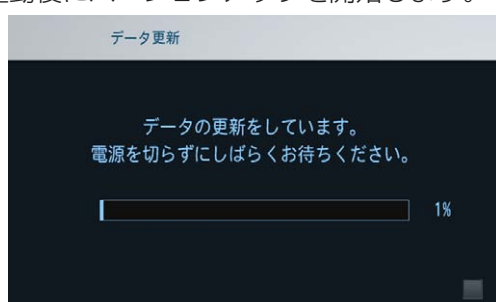 データ更新
データの更新をしています。
電源を切らずにしばらくお待ちください。
1%